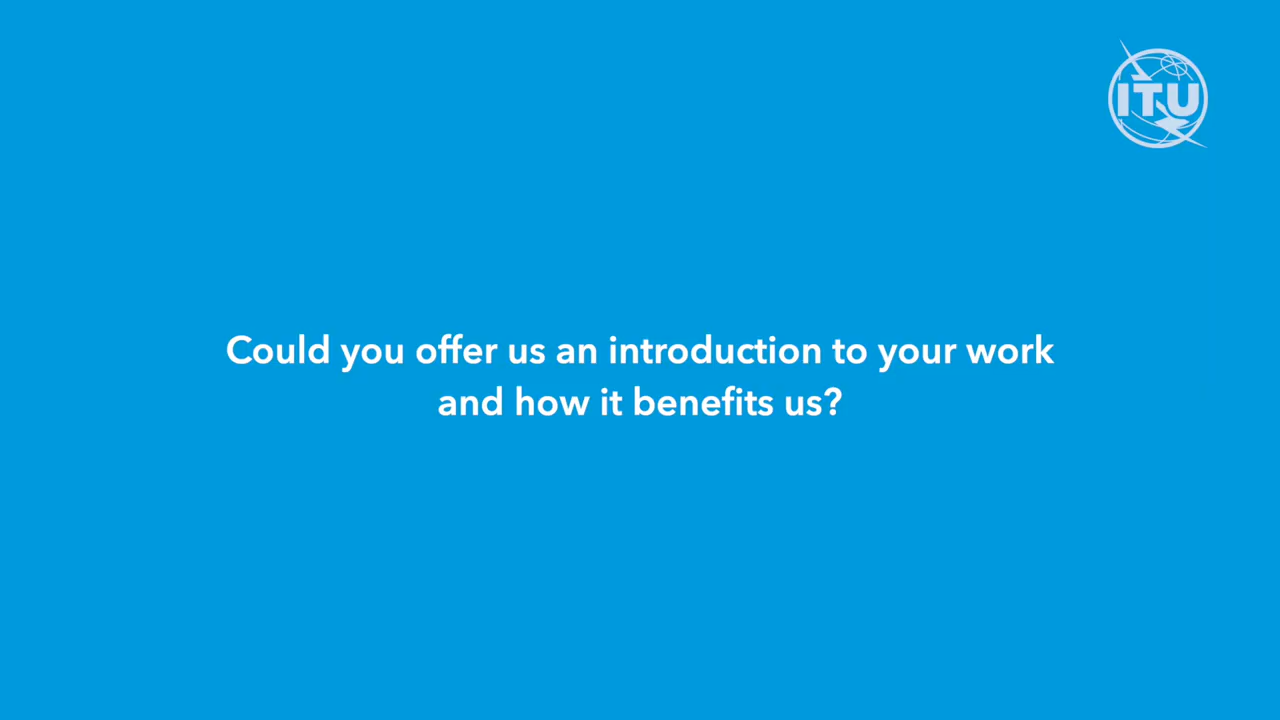 ITU
Could you offer us an introduction to your work
and how it benefits us?